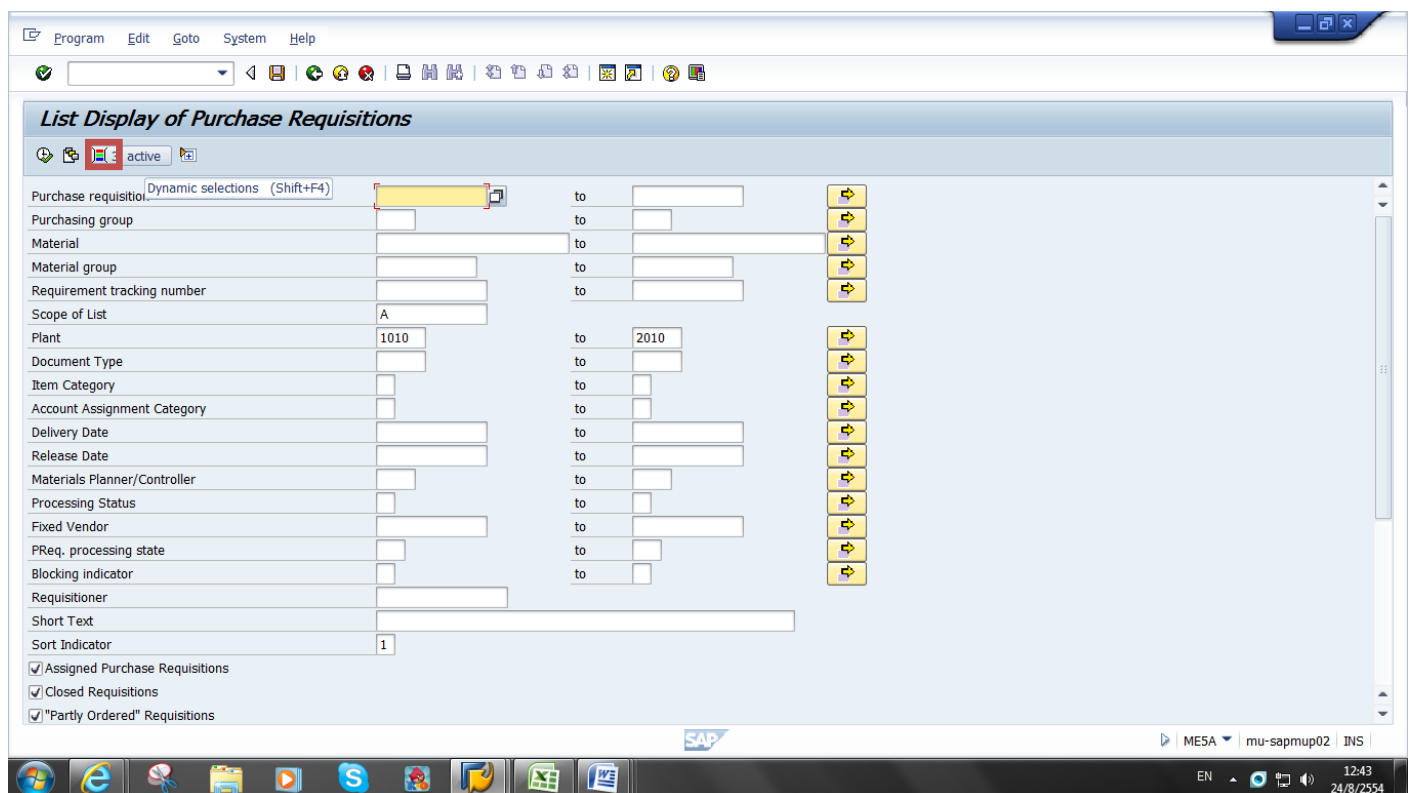 Program Edit Goto System Help
List Display of Purchase Requisitions
active
Dynamic selections (Shift+F4)
Purchase requisition to
Purchasing group to
Material to
Material group to
Requirement tracking number to
Scope of List A
Plant 1010 to 2010
Document Type to
Item Category to
Account Assignment Category to
Delivery Date to
Release Date to
Materials Planner/Controller to
Processing Status to
Fixed Vendor to
PReq. processing state to
Blocking indicator to
Requisitioner
Short Text
Sort Indicator 1
Assigned Purchase Requisitions
Closed Requisitions
"Partly Ordered" Requisitions
SAP ME5A mu-sapmup02 INS
EN 12:43
24/8/2554